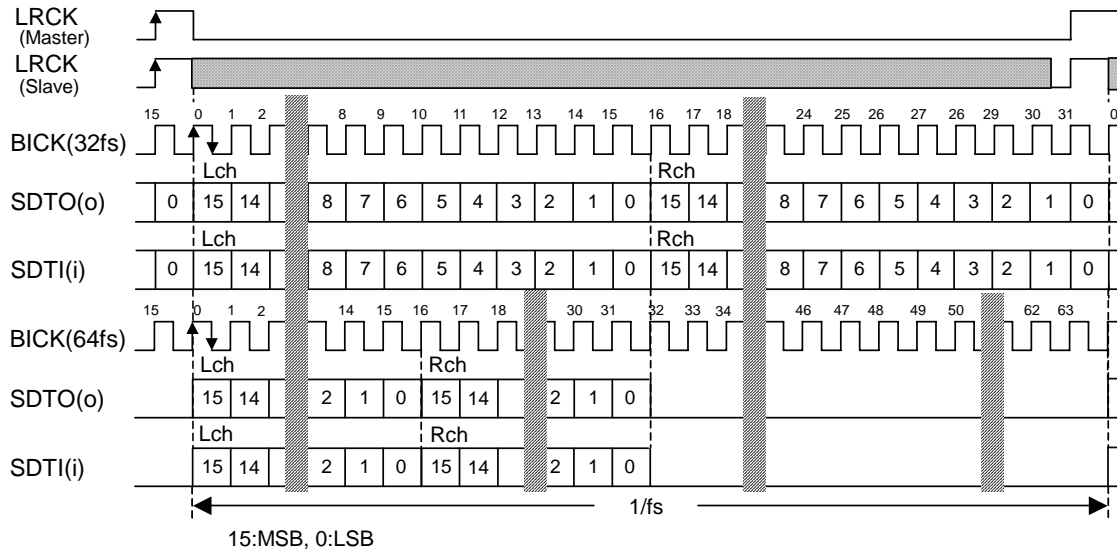 LRCK
(Master)
LRCK
(Slave)
15 0 1 2 8 9 10 11 12 13 14 15 16 17 18 24 25 26 27 26 29 30 31 0
BICK(32fs)
Lch Rch
SDTO(o) 0 15 14 8 7 6 5 4 3 2 1 0 15 14 8 7 6 5 4 3 2 1 0
Lch Rch
SDTI(i) 0 15 14 8 7 6 5 4 3 2 1 0 15 14 8 7 6 5 4 3 2 1 0
15 0 1 2 14 15 16 17 18 30 31 32 33 34 46 47 48 49 50 62 63
BICK(64fs)
Lch Rch
SDTO(o) 15 14 2 1 0 15 14 2 1 0
Lch Rch
SDTI(i) 15 14 2 1 0 15 14 2 1 0
1/fs
15:MSB, 0:LSB